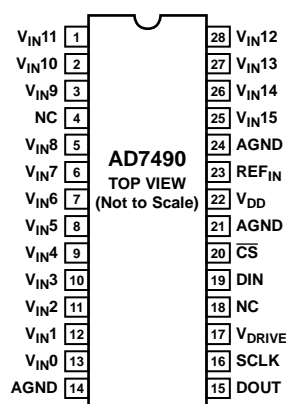 VIN11 1
VIN10 2
VIN9 3
NC 4
VIN8 5
VIN7 6
VIN6 7
VIN5 8
VIN4 9
VIN3 10
VIN2 11
VIN1 12
VIN0 13
AGND 14
AD7490
TOP VIEW
(Not to Scale)
28 VIN12
27 VIN13
26 VIN14
25 VIN15
24 AGND
23 REFIN
22 VDD
21 AGND
20 C̅S̅
19 DIN
18 NC
17 VDRIVE
16 SCLK
15 DOUT